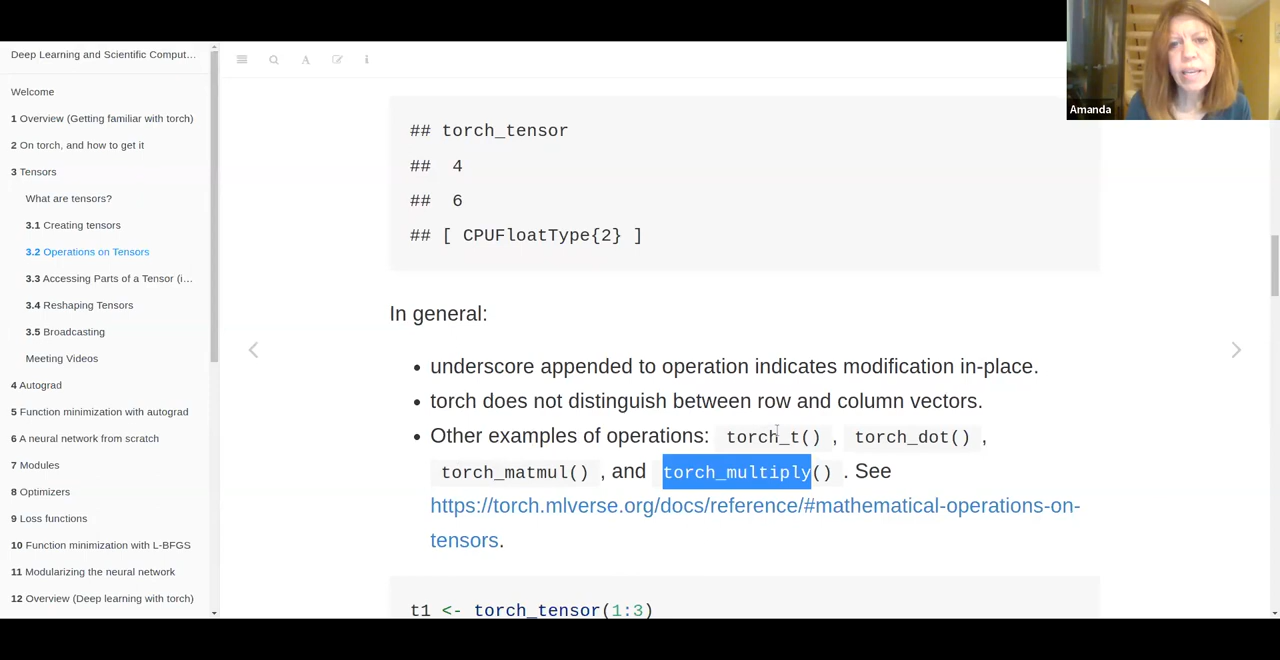 Deep Learning and Scientific Comput...
Welcome
1 Overview (Getting familiar with torch)
2 On torch, and how to get it
3 Tensors
What are tensors?
3.1 Creating tensors
3.2 Operations on Tensors
3.3 Accessing Parts of a Tensor (i...
3.4 Reshaping Tensors
3.5 Broadcasting
Meeting Videos
4 Autograd
5 Function minimization with autograd
6 A neural network from scratch
7 Modules
8 Optimizers
9 Loss functions
10 Function minimization with L-BFGS
11 Modularizing the neural network
12 Overview (Deep learning with torch)
## torch_tensor
##  4
##  6
## [ CPUFloatType{2} ]
In general:
• underscore appended to operation indicates modification in-place.
• torch does not distinguish between row and column vectors.
• Other examples of operations: torch_t() , torch_dot() ,
torch_matmul() , and torch_multiply() . See
https://torch.mlverse.org/docs/reference/#mathematical-operations-on-
tensors.
t1 <- torch_tensor(1:3)
Amanda